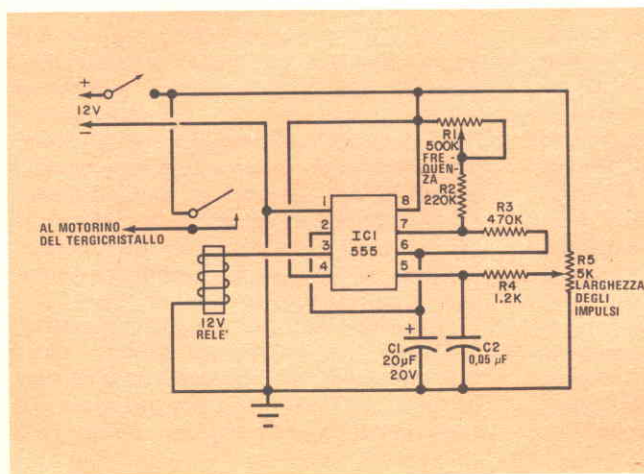 +
12V
–
AL MOTORINO
DEL TERGICRISTALLO
12V
RELE'
1
2
3
4
IC1
555
8
7
6
5
R1
500K
FRE -
QUEN-
ZA
R2
220K
R3
470K
R4
1.2K
R5
5K
LARGHEZZA
DEGLI
IMPULSI
+
C1
20µF
20V
C2
0,05 µF